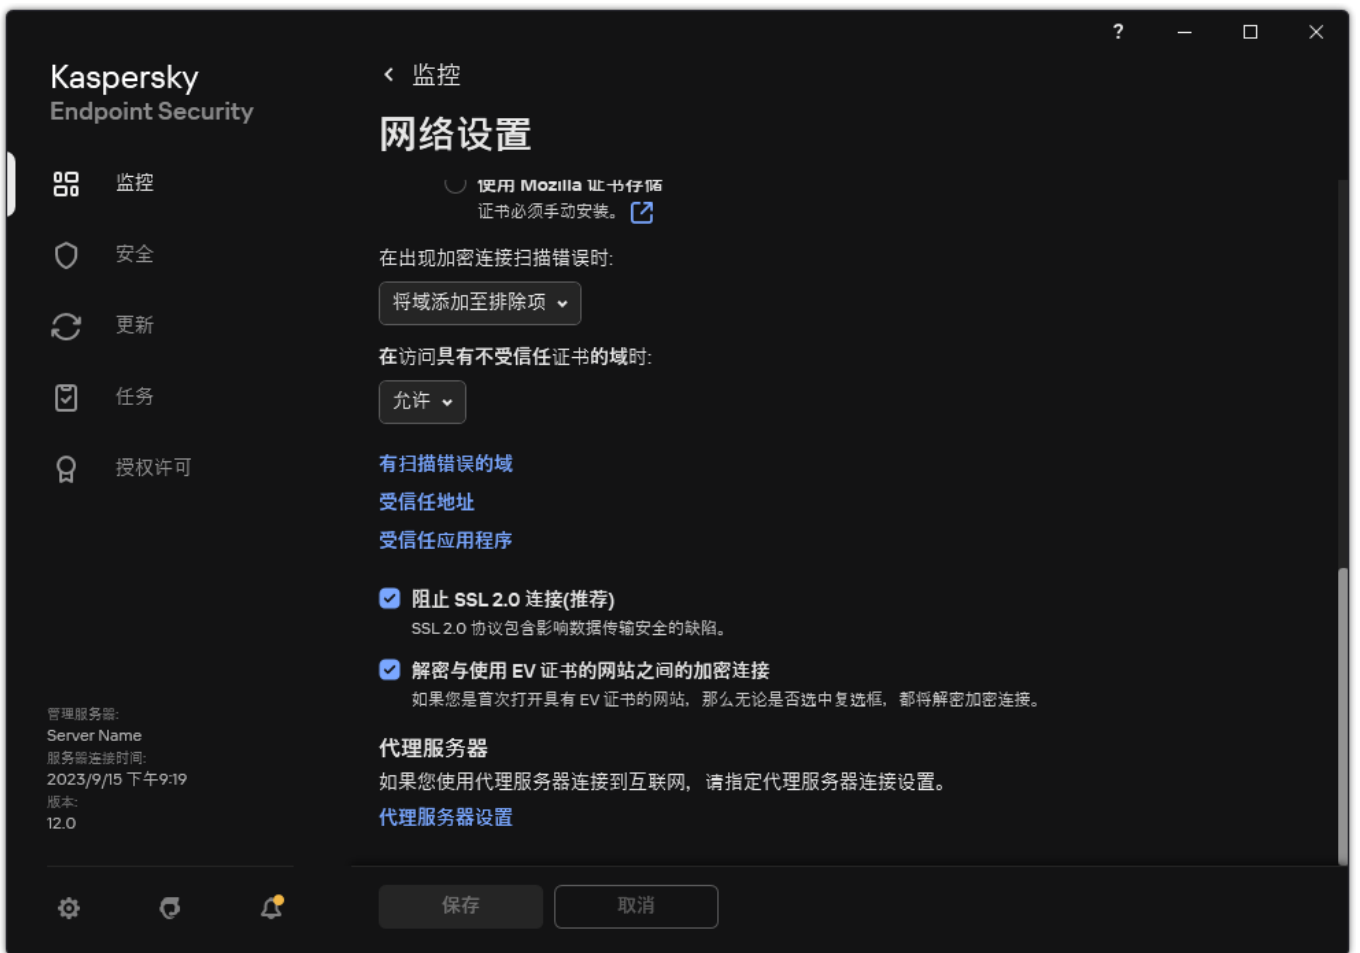 ?
Kaspersky
Endpoint Security
监控
安全
更新
任务
授权许可
管理服务器:
Server Name
服务器连接时间:
2023/9/15 下午9:19
版本:
12.0
监控
网络设置
使用 Mozilla 证书存储
证书必须手动安装。
在出现加密连接扫描错误时:
将域添加至排除项
在访问具有不受信任证书的域时:
允许
有扫描错误的域
受信任地址
受信任应用程序
阻止 SSL 2.0 连接(推荐)
SSL 2.0 协议包含影响数据传输安全的缺陷。
解密与使用 EV 证书的网站之间的加密连接
如果您是首次打开具有 EV 证书的网站，那么无论是否选中复选框，都将解密加密连接。
代理服务器
如果您使用代理服务器连接到互联网，请指定代理服务器连接设置。
代理服务器设置
保存
取消